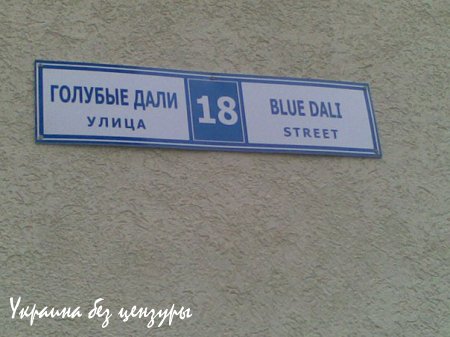 ГОЛУБЫЕ ДАЛИ
УЛИЦА
18
BLUE DALI
STREET
Украина без цензуры